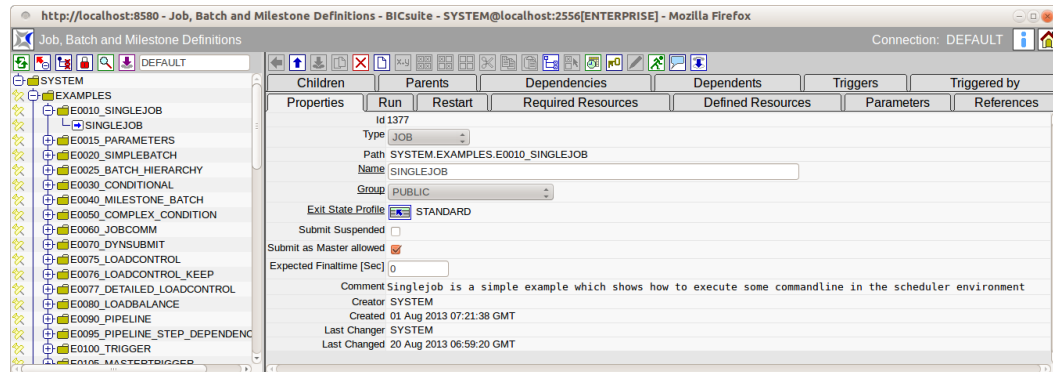 http://localhost:8580 - Job, Batch and Milestone Definitions - BICsuite - SYSTEM@localhost:2556[ENTERPRISE] - Mozilla Firefox
Job, Batch and Milestone Definitions
Connection: DEFAULT
DEFAULT
SYSTEM
EXAMPLES
E0010_SINGLEJOB
SINGLEJOB
E0015_PARAMETERS
E0020_SIMPLEBATCH
E0025_BATCH_HIERARCHY
E0030_CONDITIONAL
E0040_MILESTONE_BATCH
E0050_COMPLEX_CONDITION
E0060_JOBCOMM
E0070_DYNSUBMIT
E0075_LOADCONTROL
E0076_LOADCONTROL_KEEP
E0077_DETAILED_LOADCONTROL
E0080_LOADBALANCE
E0090_PIPELINE
E0095_PIPELINE_STEP_DEPENDENC
E0100_TRIGGER
E0105_MASTERTRIGGER
Children Parents Dependencies Dependents Triggers Triggered by
Properties Run Restart Required Resources Defined Resources Parameters References
Id 1377
Type JOB
Path SYSTEM.EXAMPLES.E0010_SINGLEJOB
Name SINGLEJOB
Group PUBLIC
Exit State Profile STANDARD
Submit Suspended
Submit as Master allowed
Expected Finaltime [Sec] 0
Comment Singlejob is a simple example which shows how to execute some commandline in the scheduler environment
Creator SYSTEM
Created 01 Aug 2013 07:21:38 GMT
Last Changer SYSTEM
Last Changed 20 Aug 2013 06:59:20 GMT